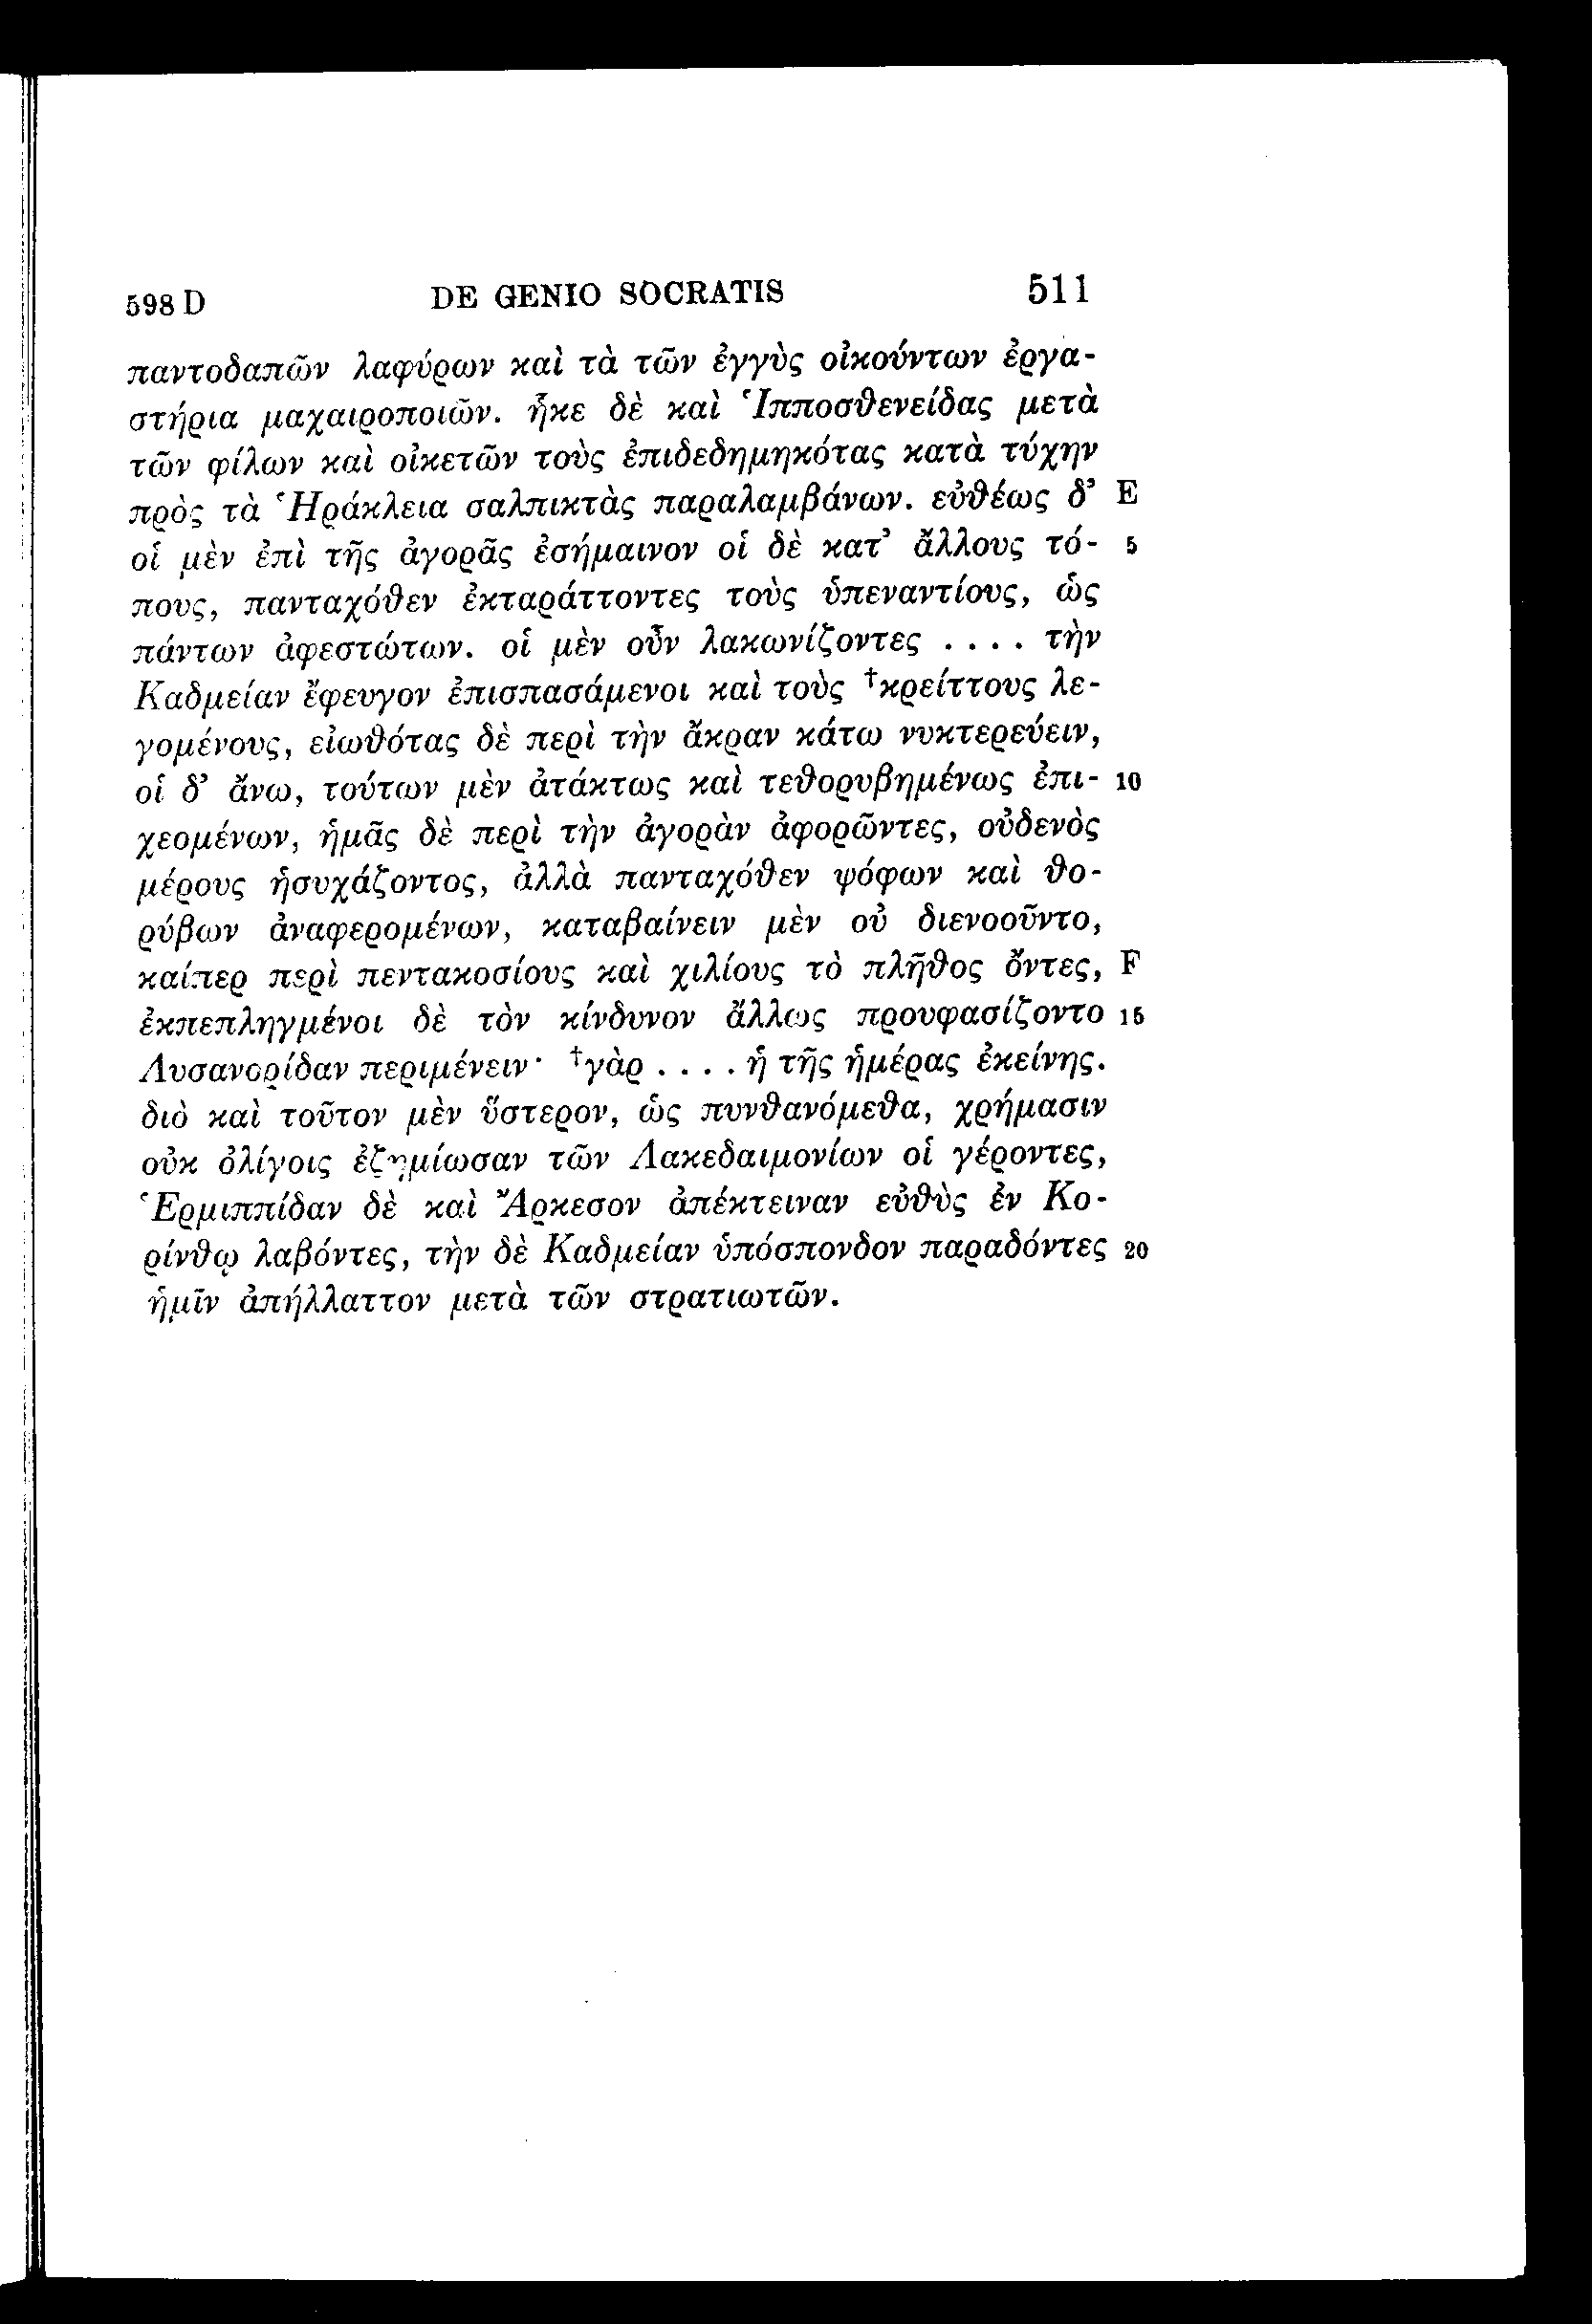 598 D DE GENIO SOCRATIS 511
παντοδαπῶν λαφύρων καὶ τὰ τῶν ἐγγὺς οἰκούντων ἐργα-
στήρια μαχαιροποιῶν. ἧκε δὲ καὶ Ἱπποσθενείδας μετὰ
τῶν φίλων καὶ οἰκετῶν τοὺς ἐπιδεδημηκότας κατὰ τύχην
πρὸς τὰ Ἡράκλεια σαλπικτὰς παραλαμβάνων. εὐθέως δ’ E
οἱ μὲν ἐπὶ τῆς ἀγορᾶς ἐσήμαινον οἱ δὲ κατ’ ἄλλους τό- 5
πους, πανταχόθεν ἐκταράττοντες τοὺς ὑπεναντίους, ὡς
πάντων ἀφεστώτων. οἱ μὲν οὖν λακωνίζοντες .... τὴν
Καδμείαν ἔφευγον ἐπισπασάμενοι καὶ τοὺς †κρείττους λε-
γομένους, εἰωθότας δὲ περὶ τὴν ἄκραν κάτω νυκτερεύειν,
οἱ δ’ ἄνω, τούτων μὲν ἀτάκτως καὶ τεθορυβημένως ἐπι- 10
χεομένων, ἡμᾶς δὲ περὶ τὴν ἀγορὰν ἀφορῶντες, οὐδενὸς
μέρους ἡσυχάζοντος, ἀλλὰ πανταχόθεν ψόφων καὶ θο-
ρύβων ἀναφερομένων, καταβαίνειν μὲν οὐ διενοοῦντο,
καίπερ περὶ πεντακοσίους καὶ χιλίους τὸ πλῆθος ὄντες, F
ἐκπεπληγμένοι δὲ τὸν κίνδυνον ἄλλως προυφασίζοντο 15
Λυσανορίδαν περιμένειν· †γὰρ .... ἡ τῆς ἡμέρας ἐκείνης.
διὸ καὶ τοῦτον μὲν ὕστερον, ὡς πυνθανόμεθα, χρήμασιν
οὐκ ὀλίγοις ἐζημίωσαν τῶν Λακεδαιμονίων οἱ γέροντες,
Ἑρμιππίδαν δὲ καὶ Ἄρκεσον ἀπέκτειναν εὐθὺς ἐν Κο-
ρίνθῳ λαβόντες, τὴν δὲ Καδμείαν ὑπόσπονδον παραδόντες 20
ἡμῖν ἀπήλλαττον μετὰ τῶν στρατιωτῶν.